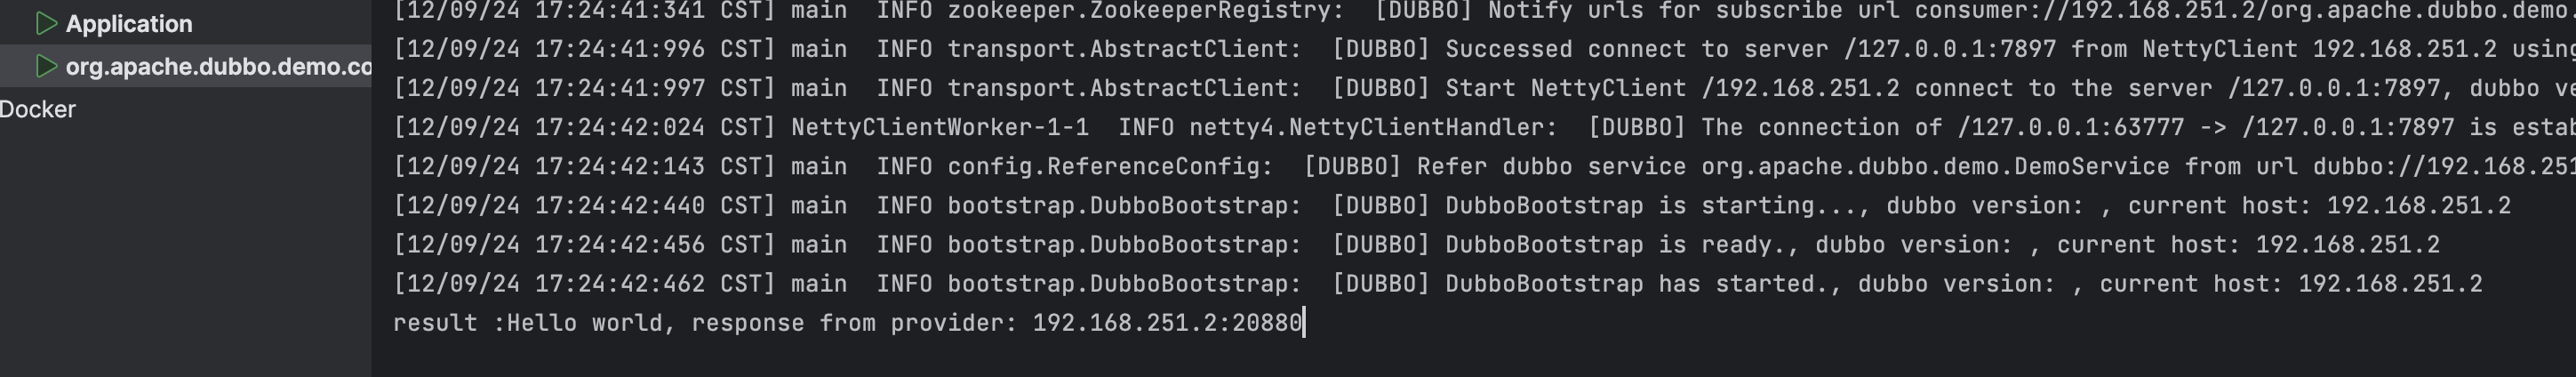 Application
org.apache.dubbo.demo.co
Docker
[12/09/24 17:24:41:341 CST] main  INFO zookeeper.ZookeeperRegistry:  [DUBBO] Notify urls for subscribe url consumer://192.168.251.2/org.apache.dubbo.demo.
[12/09/24 17:24:41:996 CST] main  INFO transport.AbstractClient:  [DUBBO] Successed connect to server /127.0.0.1:7897 from NettyClient 192.168.251.2 using
[12/09/24 17:24:41:997 CST] main  INFO transport.AbstractClient:  [DUBBO] Start NettyClient /192.168.251.2 connect to the server /127.0.0.1:7897, dubbo ve
[12/09/24 17:24:42:024 CST] NettyClientWorker-1-1  INFO netty4.NettyClientHandler:  [DUBBO] The connection of /127.0.0.1:63777 -> /127.0.0.1:7897 is estab
[12/09/24 17:24:42:143 CST] main  INFO config.ReferenceConfig:  [DUBBO] Refer dubbo service org.apache.dubbo.demo.DemoService from url dubbo://192.168.251
[12/09/24 17:24:42:440 CST] main  INFO bootstrap.DubboBootstrap:  [DUBBO] DubboBootstrap is starting..., dubbo version: , current host: 192.168.251.2
[12/09/24 17:24:42:456 CST] main  INFO bootstrap.DubboBootstrap:  [DUBBO] DubboBootstrap is ready., dubbo version: , current host: 192.168.251.2
[12/09/24 17:24:42:462 CST] main  INFO bootstrap.DubboBootstrap:  [DUBBO] DubboBootstrap has started., dubbo version: , current host: 192.168.251.2
result :Hello world, response from provider: 192.168.251.2:20880